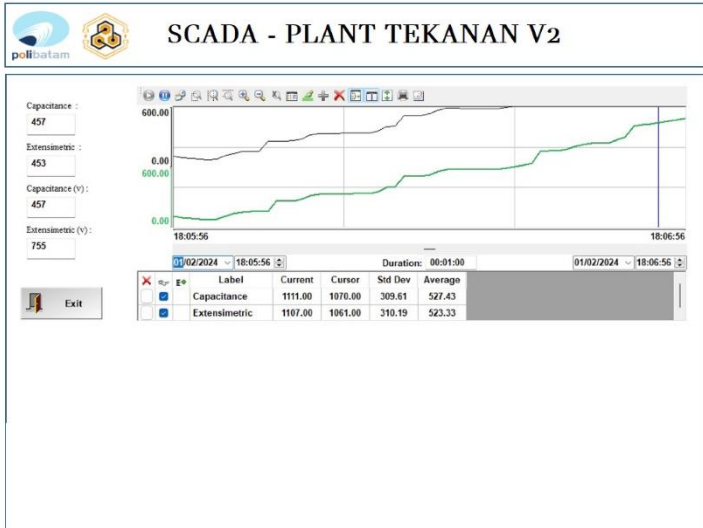 polibatam
SCADA - PLANT TEKANAN V2
Capacitance :
457
Extensimetric :
453
Capacitance (v) :
457
Extensimetric (v) :
755
Exit
600.00
0.00
600.00
0.00
18:05:56 18:06:56
01/02/2024 18:05:56 Duration: 00:01:00 01/02/2024 18:06:56
Label Current Cursor Std Dev Average
Capacitance 1111.00 1070.00 309.61 527.43
Extensimetric 1107.00 1061.00 310.19 523.33